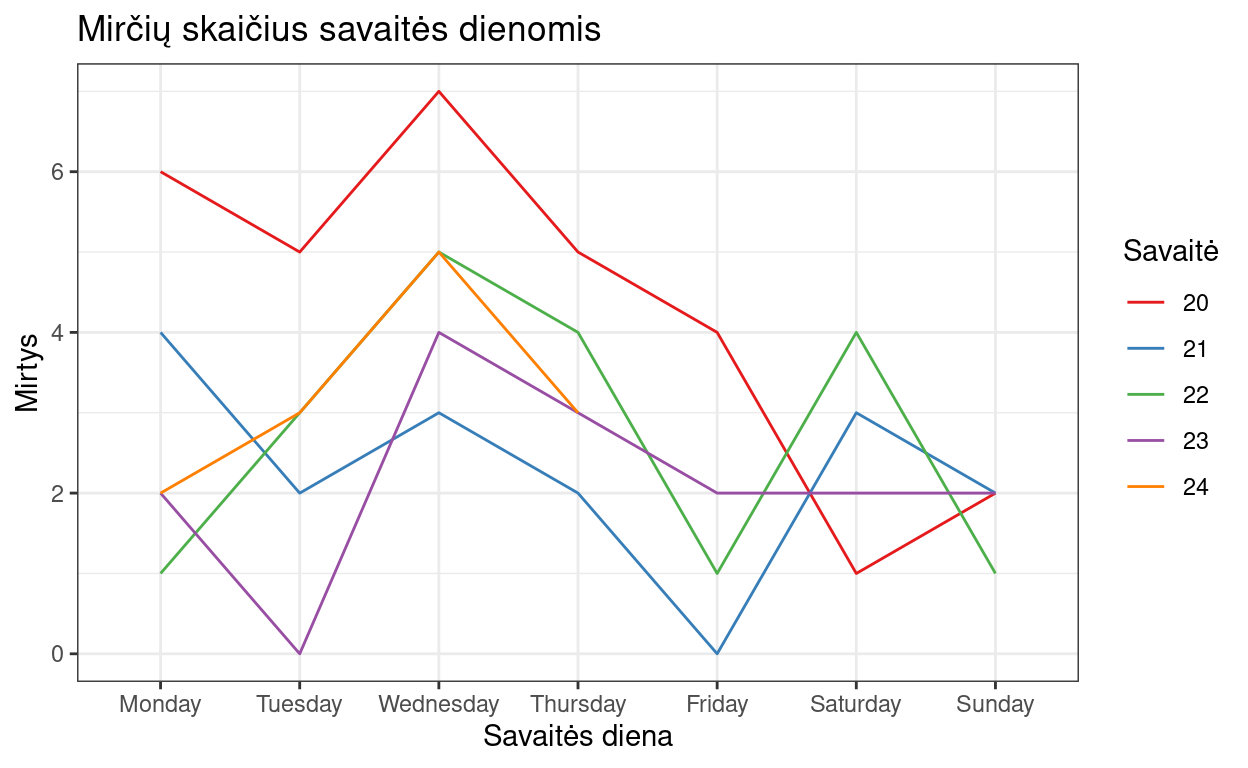 Mirčių skaičius savaitės dienomis
Mirtys
6
4
2
0
Monday Tuesday Wednesday Thursday Friday Saturday Sunday
Savaitės diena
Savaitė
20
21
22
23
24